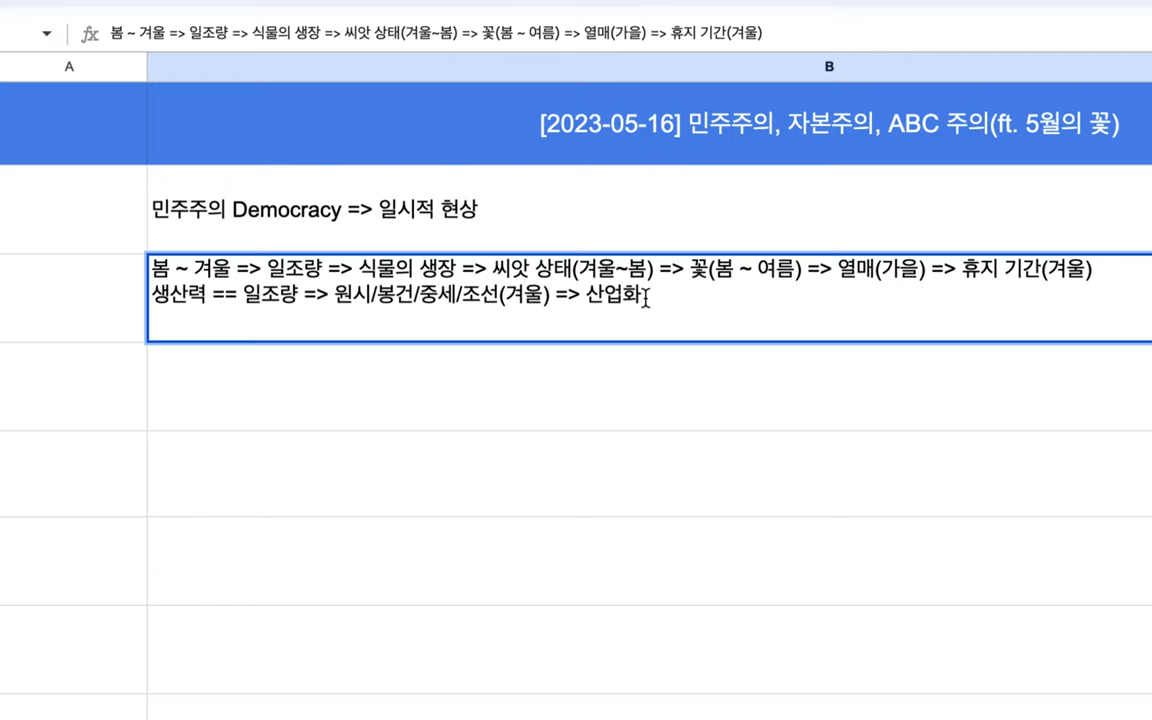 fx 봄 ~ 겨울 => 일조량 => 식물의 생장 => 씨앗 상태(겨울~봄) => 꽃(봄 ~ 여름) => 열매(가을) => 휴지 기간(겨울)
A B
[2023-05-16] 민주주의, 자본주의, ABC 주의(ft. 5월의 꽃)
민주주의 Democracy => 일시적 현상
봄 ~ 겨울 => 일조량 => 식물의 생장 => 씨앗 상태(겨울~봄) => 꽃(봄 ~ 여름) => 열매(가을) => 휴지 기간(겨울)
생산력 == 일조량 => 원시/봉건/중세/조선(겨울) => 산업화